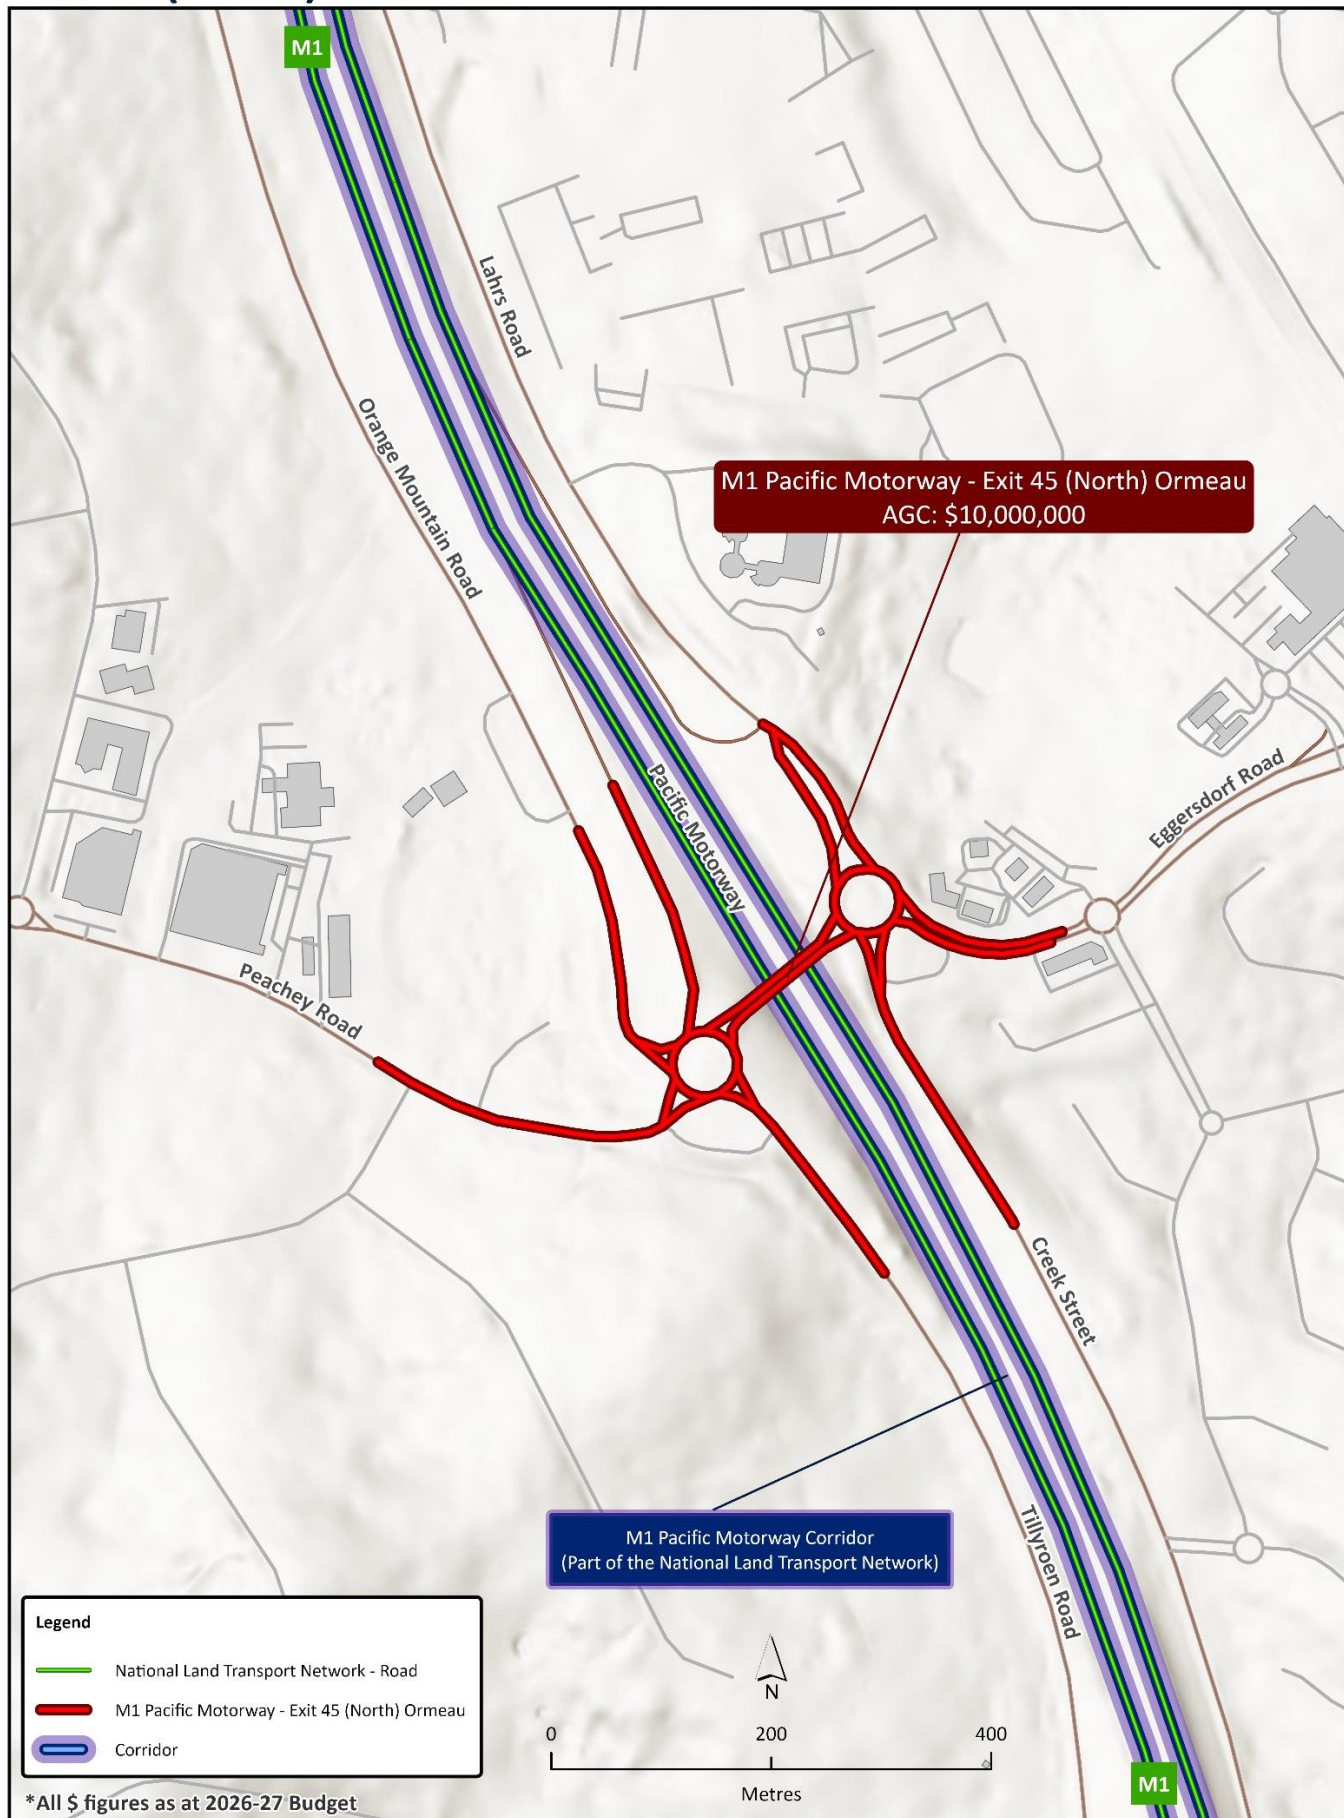 M1
Lahrs Road
Orange Mountain Road
M1 Pacific Motorway - Exit 45 (North) Ormeau
AGC: $10,000,000
Pacific Motorway
Eggersdorf Road
Peachey Road
Creek Street
M1 Pacific Motorway Corridor
(Part of the National Land Transport Network)
Tillyroen Road
Legend
National Land Transport Network - Road
M1 Pacific Motorway - Exit 45 (North) Ormeau
Corridor
N
0 200 400
Metres
M1
*All $ figures as at 2026-27 Budget